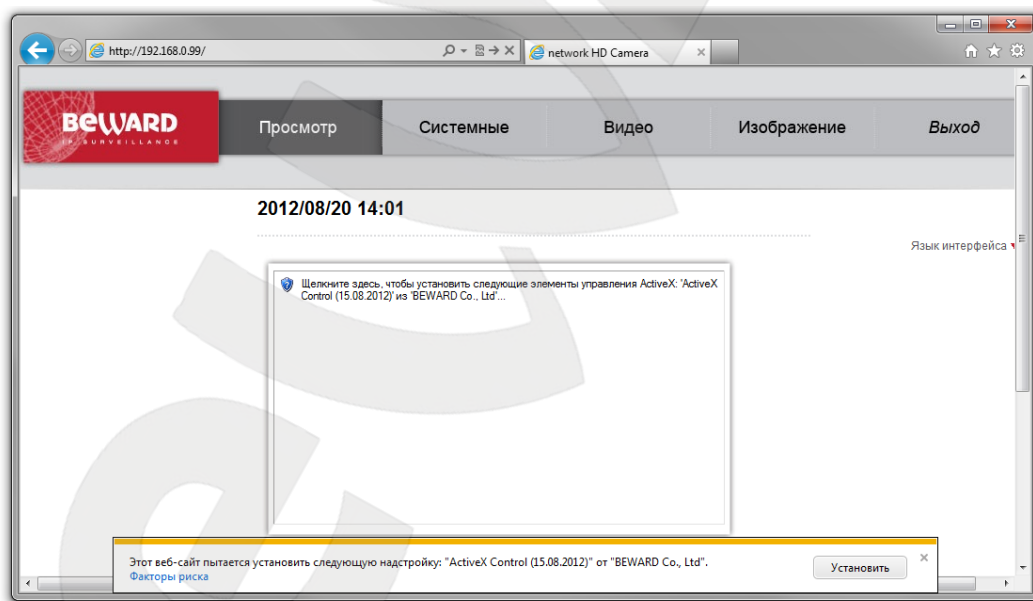 http://192.168.0.99/
network HD Camera
BEWARD
IP SURVEILLANCE
Просмотр
Системные
Видео
Изображение
Выход
2012/08/20 14:01
Язык интерфейса
Щелкните здесь, чтобы установить следующие элементы управления ActiveX: 'ActiveX
Control (15.08.2012)' из 'BEWARD Co., Ltd'...
Этот веб-сайт пытается установить следующую надстройку: "ActiveX Control (15.08.2012)" от "BEWARD Co., Ltd".
Факторы риска
Установить